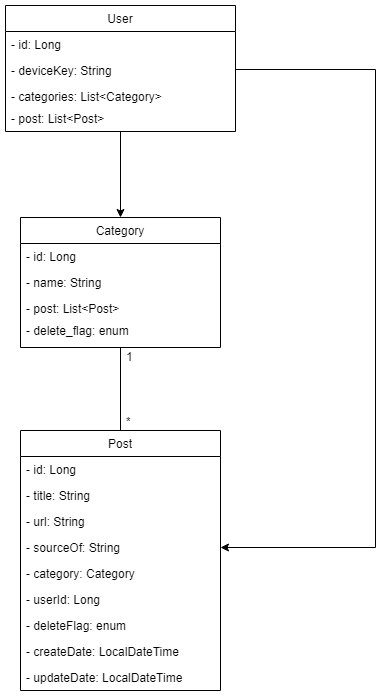 User
- id: Long
- deviceKey: String
- categories: List<Category>
- post: List<Post>
Category
- id: Long
- name: String
- post: List<Post>
- delete_flag: enum
1
*
Post
- id: Long
- title: String
- url: String
- sourceOf: String
- category: Category
- userId: Long
- deleteFlag: enum
- createDate: LocalDateTime
- updateDate: LocalDateTime